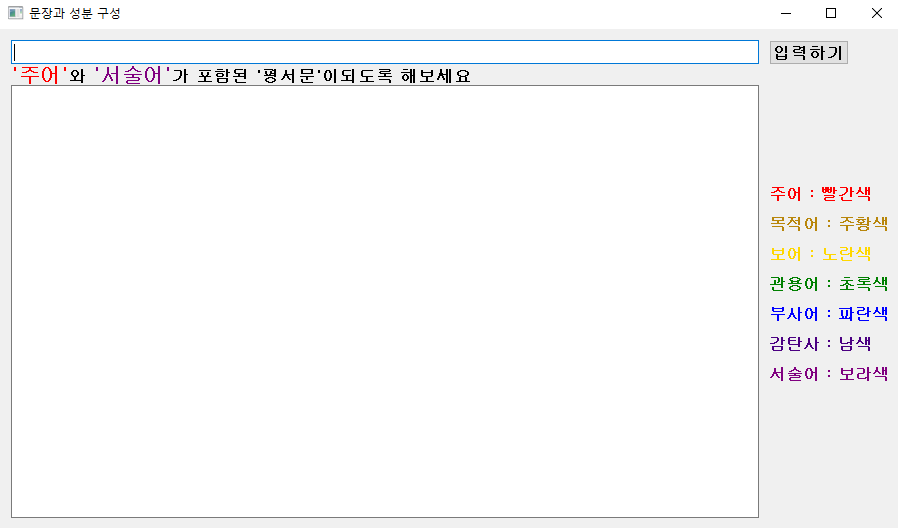 문장과 성분 구성
입력하기
'주어'와 '서술어'가 포함된 '평서문'이되도록 해보세요
주어 : 빨간색
목적어 : 주황색
보어 : 노란색
관용어 : 초록색
부사어 : 파란색
감탄사 : 남색
서술어 : 보라색